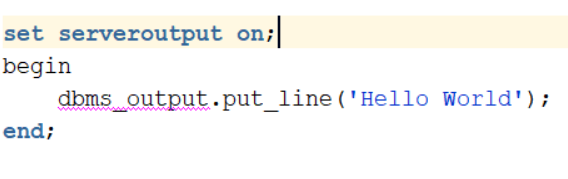 set serveroutput on;
begin
    dbms_output.put_line('Hello World');
end;